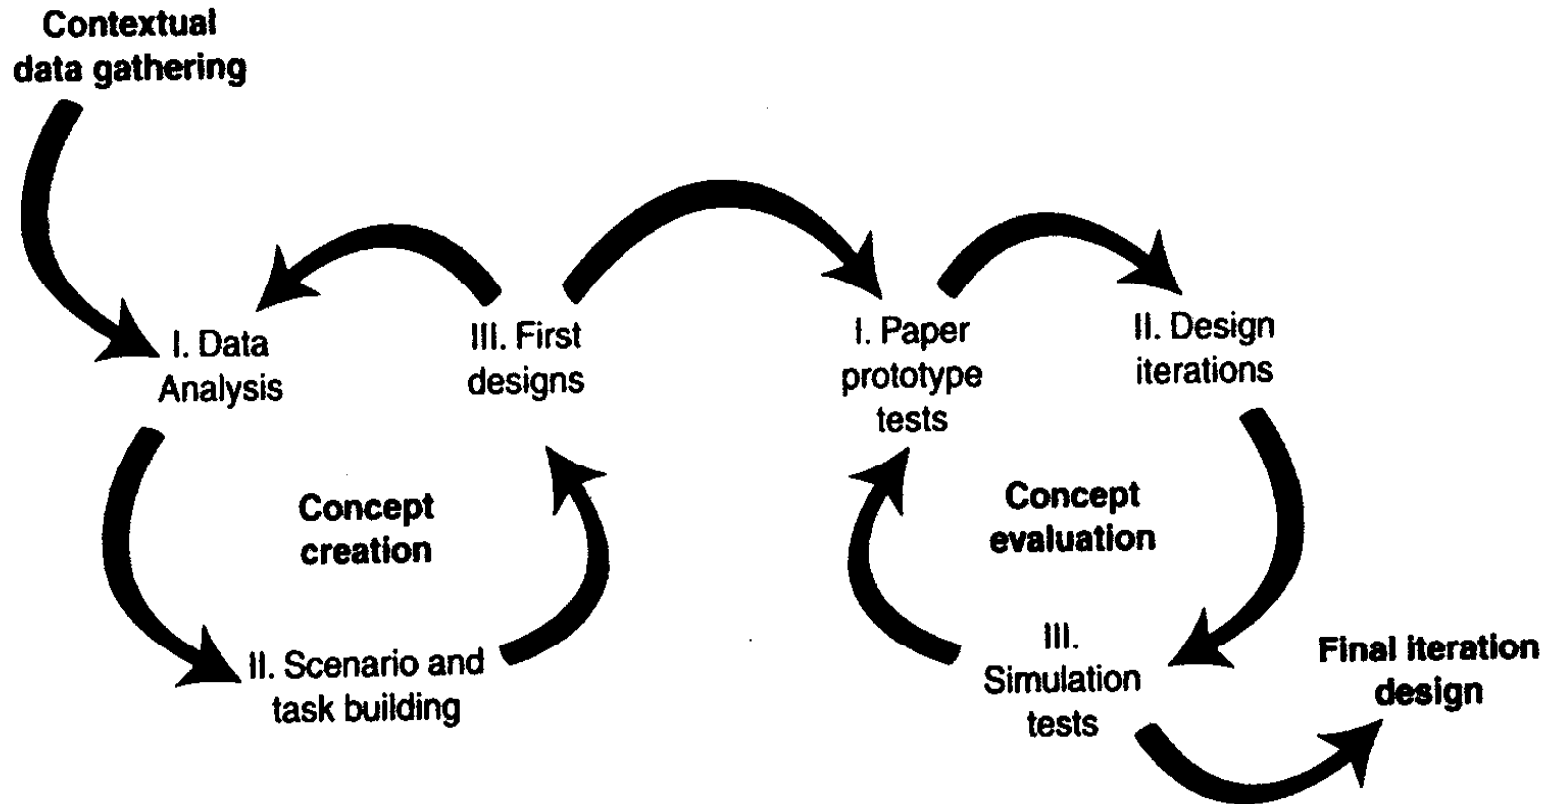 Contextual
data gathering
I. Data
Analysis
III. First
designs
Concept
creation
II. Scenario and
task building
I. Paper
prototype
tests
II. Design
iterations
Concept
evaluation
III.
Simulation
tests
Final iteration
design